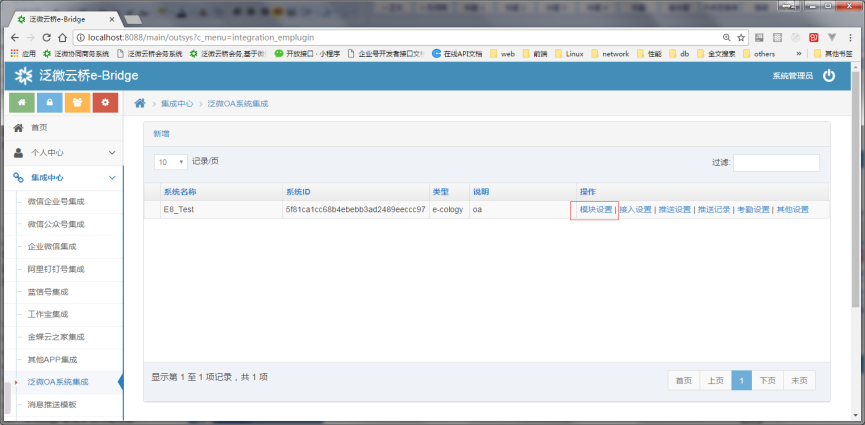 泛微云桥e-Bridge
localhost:8088/main/outsys?c_menu=integration_emplugin
应用 泛微协同商务系统 泛微云桥会务系统 泛微云桥会务,基于街 开放接口 · 小程序 企业号开发者接口文 在线API文档 web 前端 Linux network 性能 db 全文搜索 others » 其他书签
泛微云桥e-Bridge 系统管理员
集成中心 > 泛微OA系统集成
首页
个人中心
集成中心
微信企业号集成
微信公众号集成
企业微信集成
阿里钉钉号集成
蓝信号集成
工作宝集成
金蝶云之家集成
其他APP集成
泛微OA系统集成
消息推送模板
新增
10 记录/页 过滤:
系统名称 系统ID 类型 说明 操作
E8_Test 5f81a1cc68b4ebebb3ad2489eeccc97 e-cology oa 模块设置 | 接入设置 | 推送设置 | 推送记录 | 考勤设置 | 其他设置
显示第 1 至 1 项记录，共 1 项
首页 上页 1 下页 末页